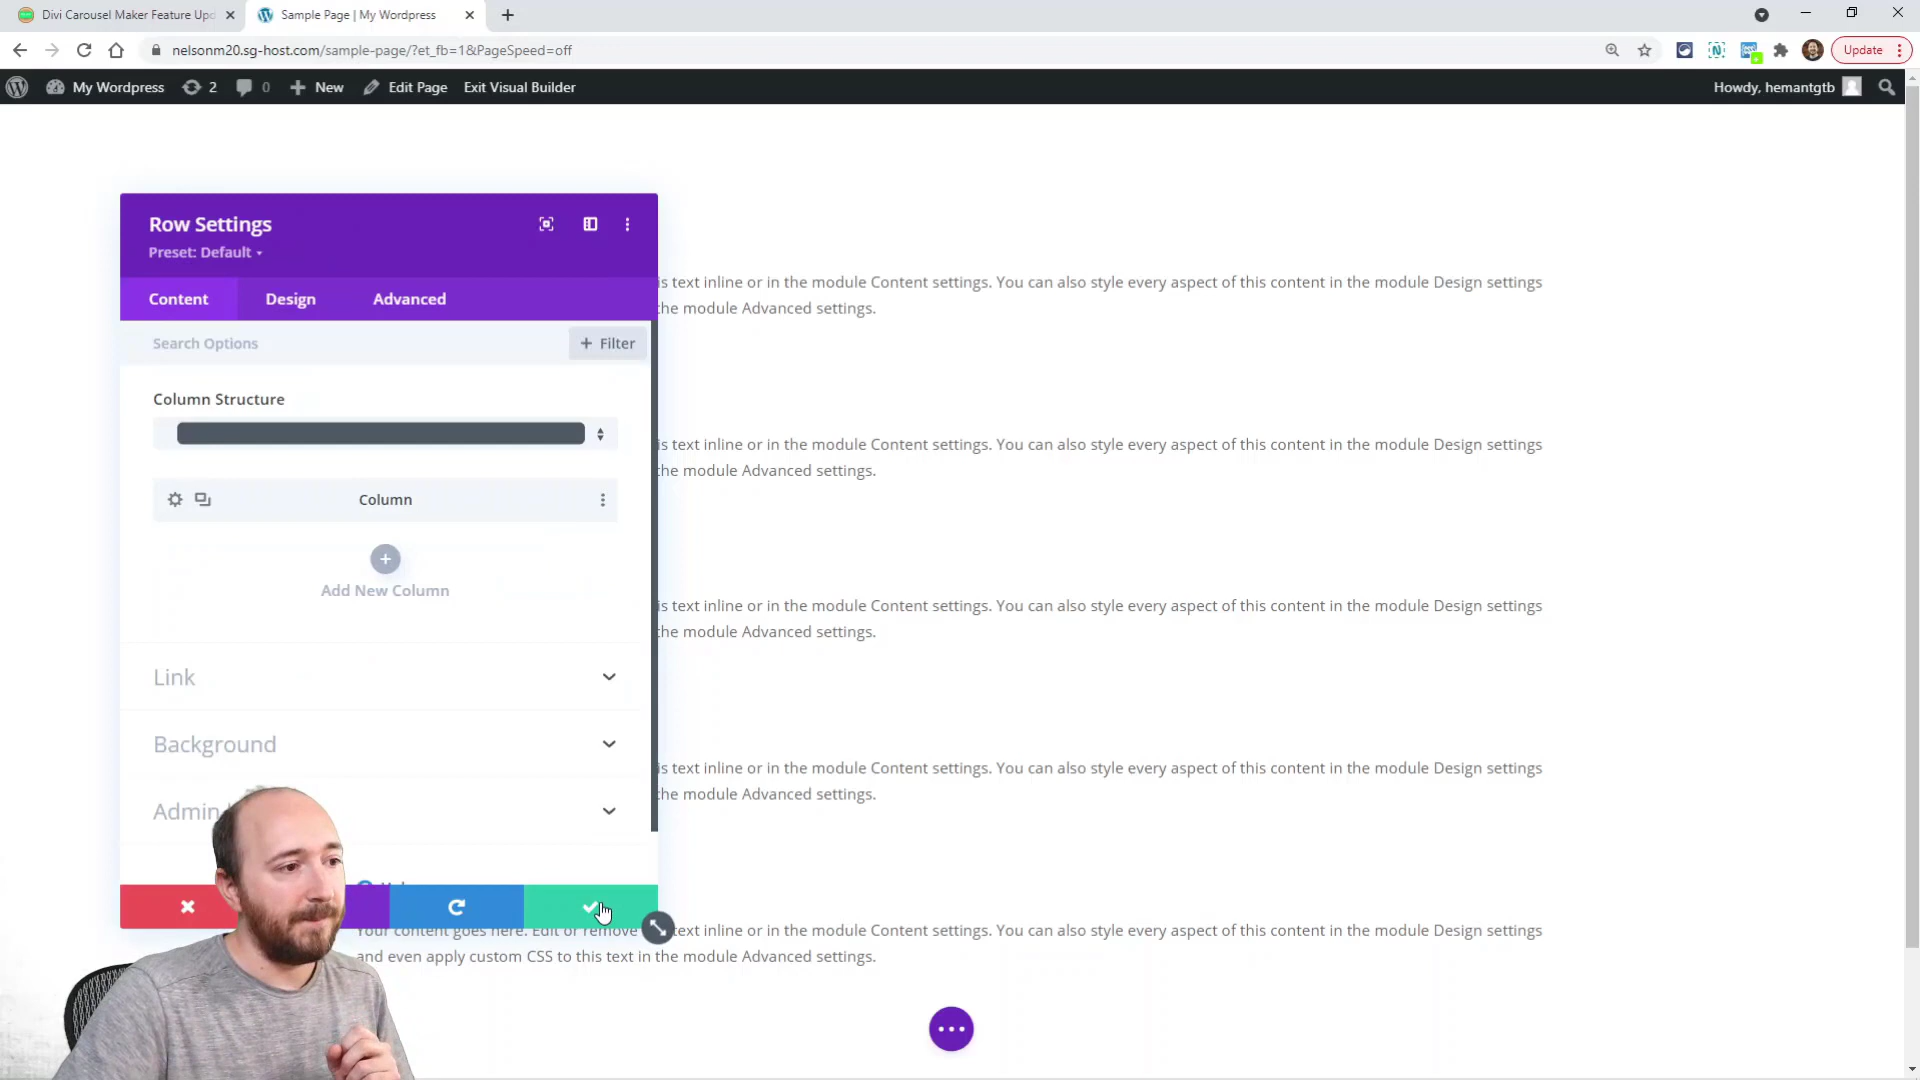 Divi Carousel Maker Feature Upd
Sample Page | My Wordpress
nelsonm20.sg-host.com/sample-page/?et_fb=1&PageSpeed=off
Update
My Wordpress
2
0
New
Edit Page
Exit Visual Builder
Howdy, hemantgtb
Row Settings
Preset: Default
Content
Design
Advanced
Search Options
+ Filter
Column Structure
Column
Add New Column
Link
Background
Admin
is text inline or in the module Content settings. You can also style every aspect of this content in the module Design settings
the module Advanced settings.
is text inline or in the module Content settings. You can also style every aspect of this content in the module Design settings
the module Advanced settings.
is text inline or in the module Content settings. You can also style every aspect of this content in the module Design settings
the module Advanced settings.
is text inline or in the module Content settings. You can also style every aspect of this content in the module Design settings
the module Advanced settings.
Your content goes here. Edit or remove text inline or in the module Content settings. You can also style every aspect of this content in the module Design settings
and even apply custom CSS to this text in the module Advanced settings.